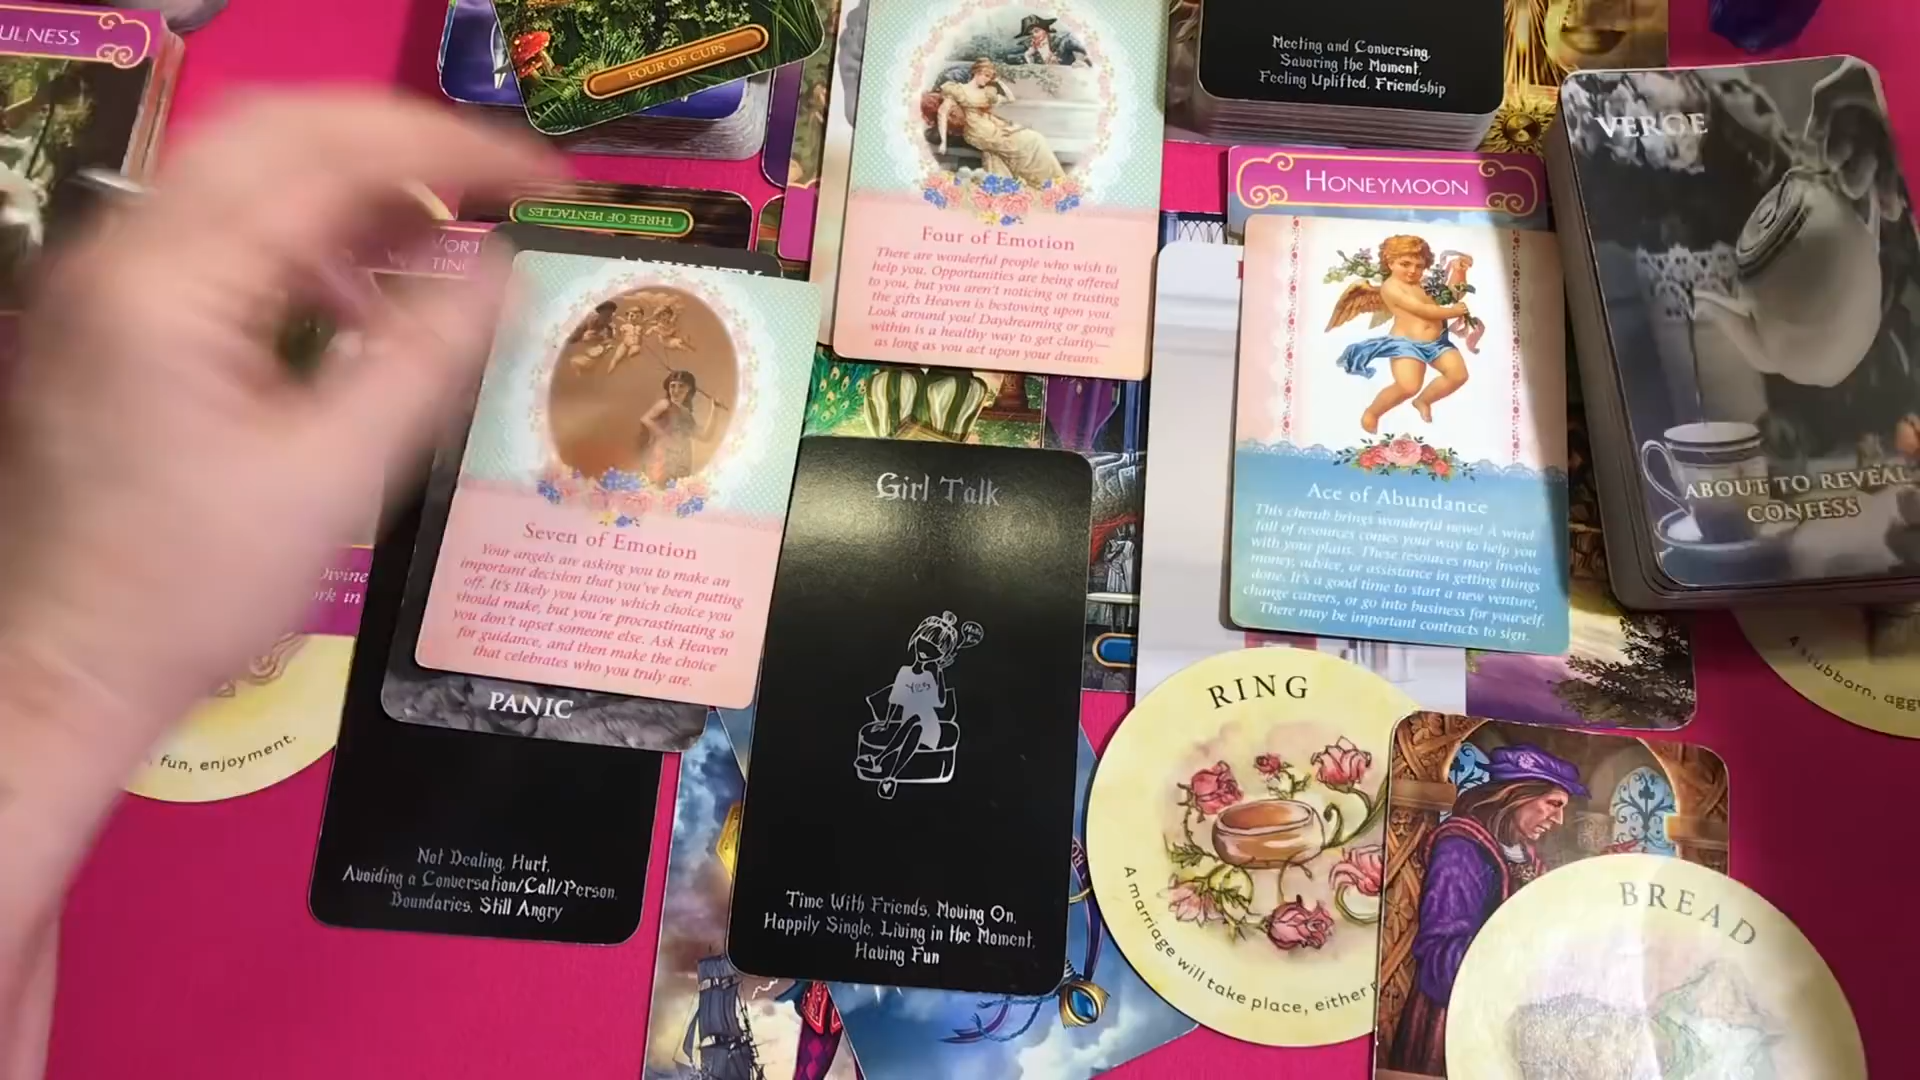 ULNESS
FOUR OF CUPS
Meeting and Conversing,
Savoring the Moment,
Feeling Uplifted, Friendship
VERGE
ABOUT TO REVEAL
CONFESS
THREE OF PENTACLES
Four of Emotion
There are wonderful people who wish to
help you. Opportunities are being offered
to you, but you aren't noticing or trusting
the gifts Heaven is bestowing upon you.
Look around you! Daydreaming or going
within is a healthy way to get clarity—
as long as you act upon your dreams.
HONEYMOON
Ace of Abundance
This cherub brings wonderful news! A wind
fall of resources comes your way to help you
with your plans. These resources may involve
money, advice, or assistance in getting things
done. It's a good time to start a new venture,
change careers, or go into business for yourself.
There may be important contracts to sign.
Seven of Emotion
Your angels are asking you to make an
important decision that you've been putting
off. It's likely you know which choice you
should make, but you're procrastinating so
you don't upset someone else. Ask Heaven
for guidance, and then make the choice
that celebrates who you truly are.
PANIC
Divine
rk in
fun, enjoyment.
Not Dealing, Hurt,
Avoiding a Conversation/Call/Person,
Boundaries, Still Angry
Girl Talk
YES
Time With Friends, Moving On,
Happily Single, Living in the Moment,
Having Fun
RING
A marriage will take place, either
BREAD
A stubborn, agg